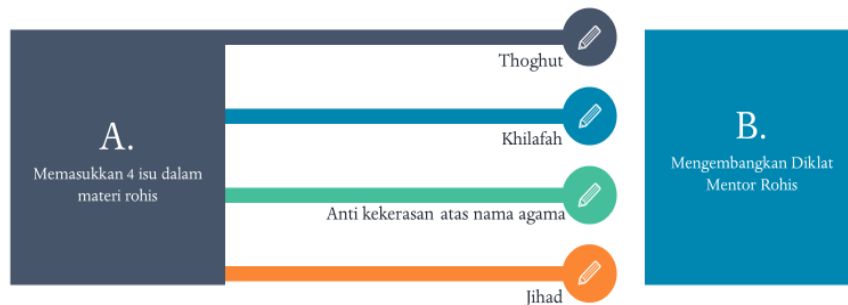 A.
Memasukkan 4 isu dalam
materi rohis
Thoghut
Khilafah
Anti kekerasan atas nama agama
Jihad
B.
Mengembangkan Diklat
Mentor Rohis